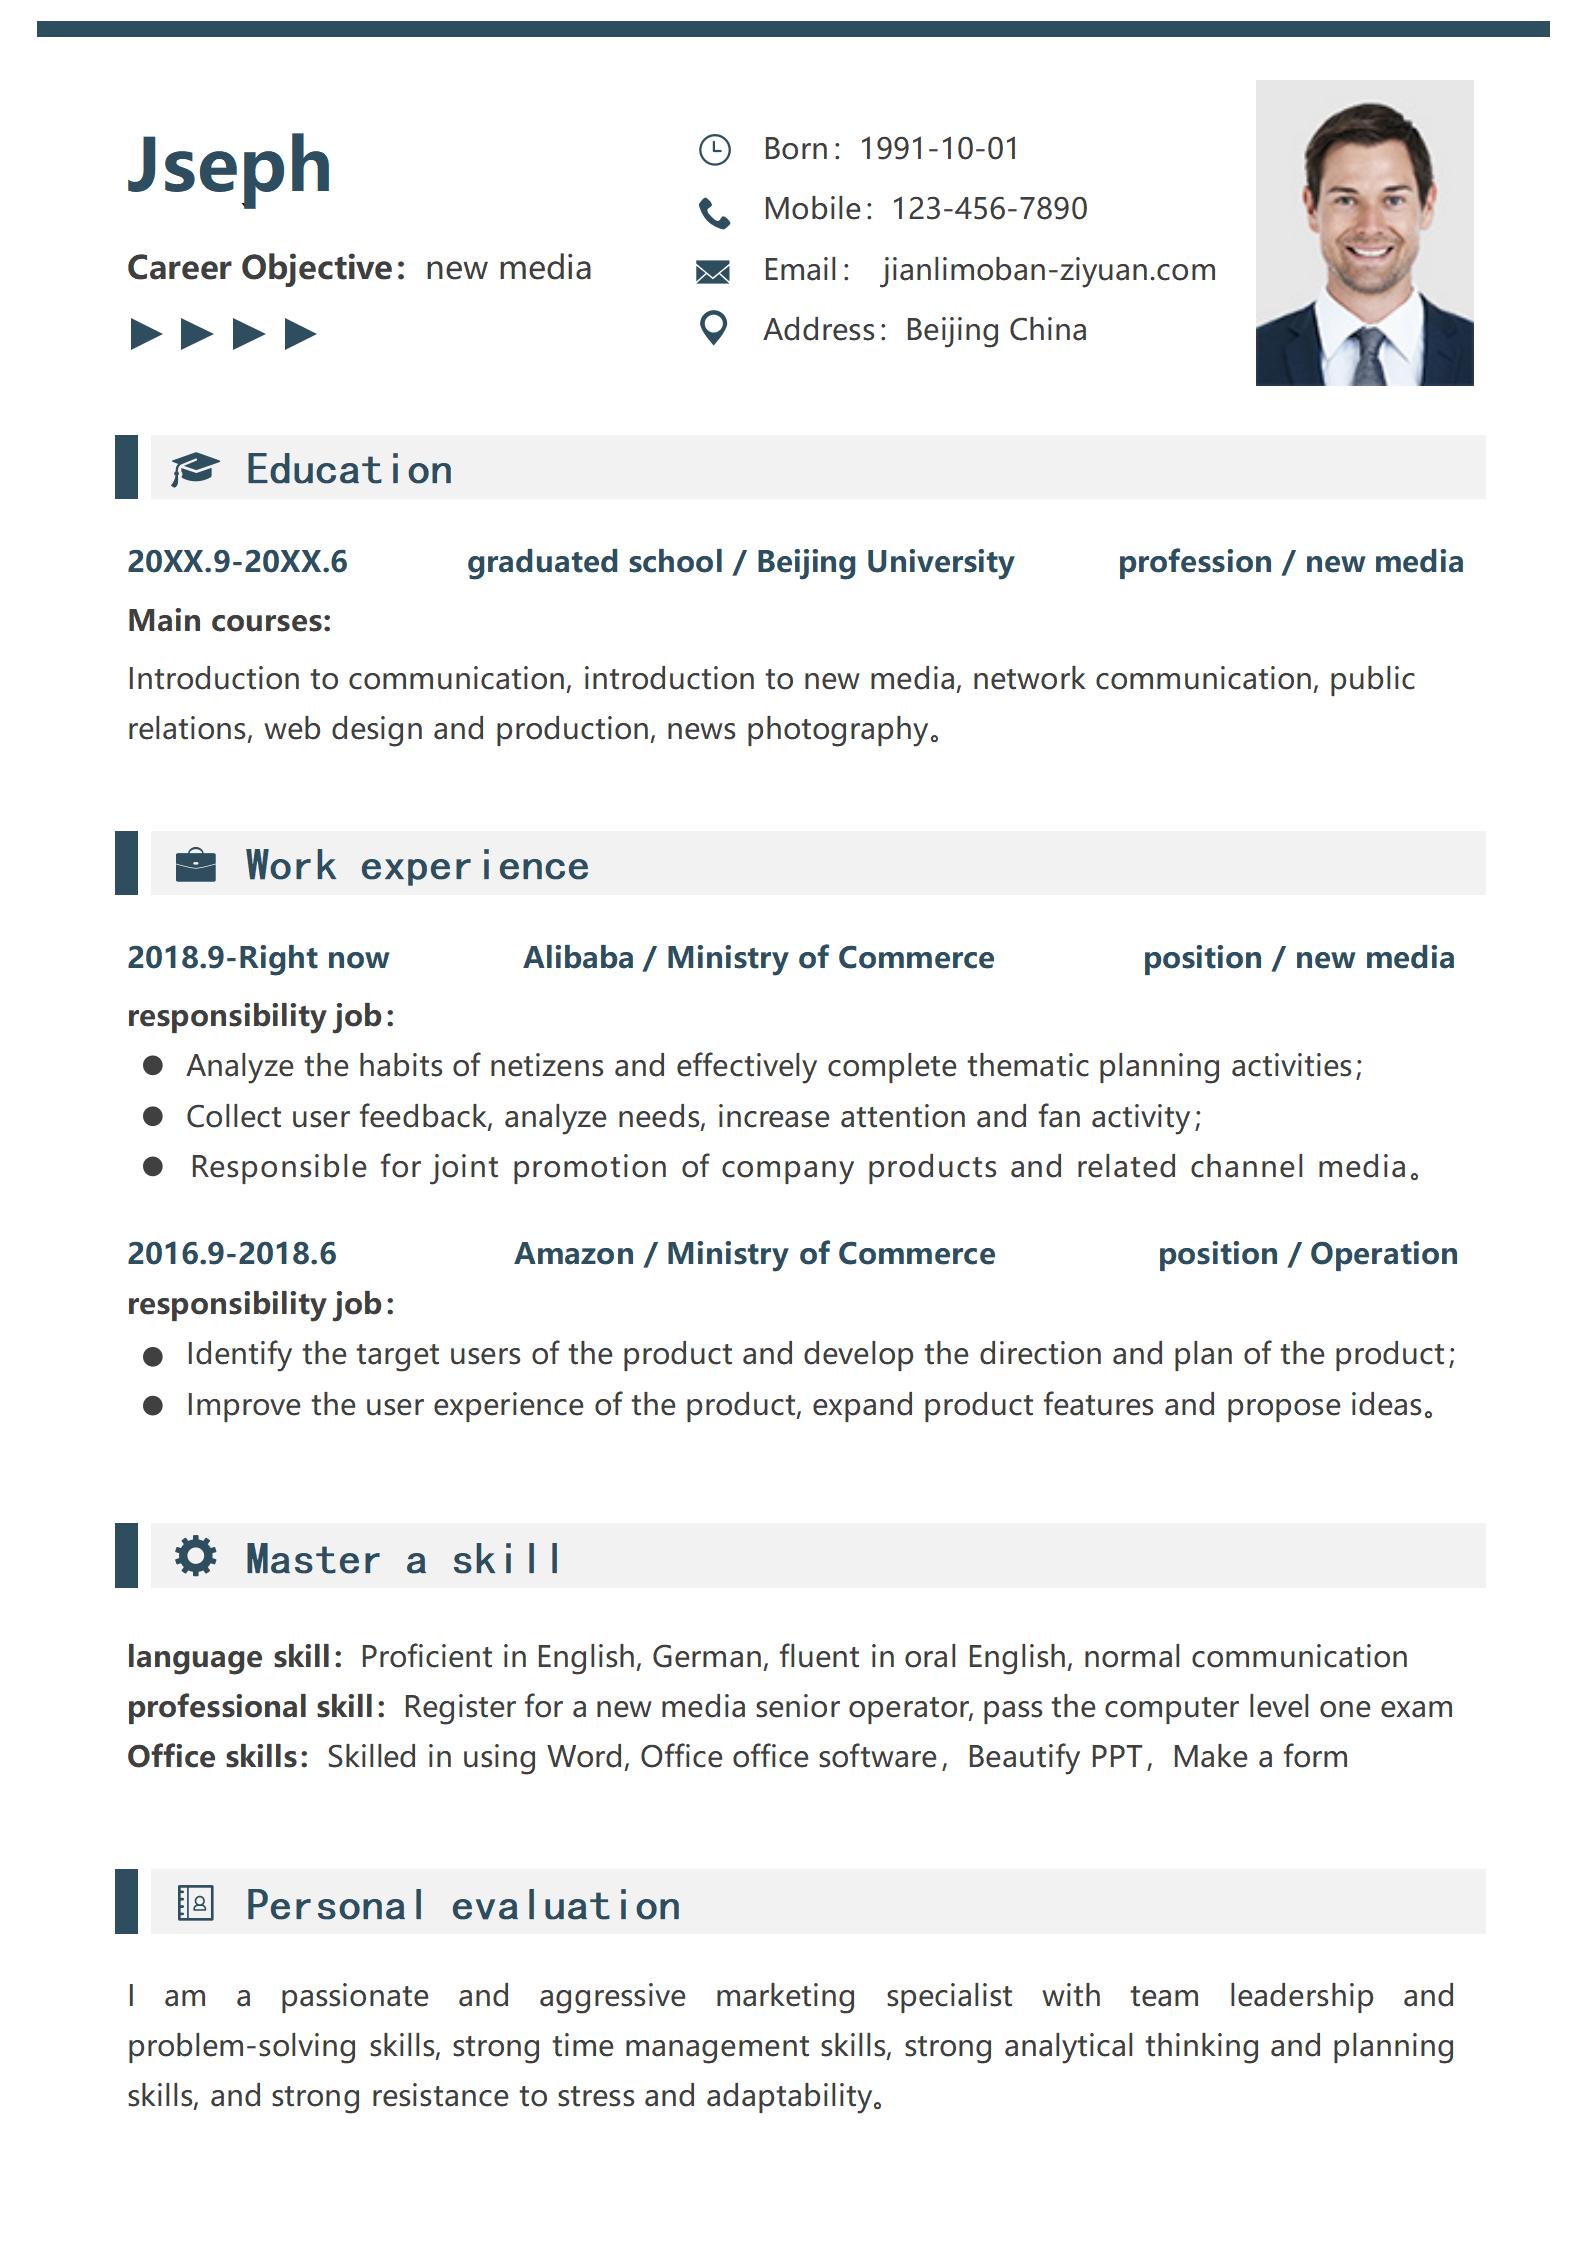 Jseph
Career Objective：new media
Born：1991-10-01
Mobile：123-456-7890
Email： jianlimoban-ziyuan.com
Address：Beijing China
Education
20XX.9-20XX.6 graduated school / Beijing University profession / new media
Main courses:
Introduction to communication, introduction to new media, network communication, public
relations, web design and production, news photography。
Work experience
2018.9-Right now Alibaba / Ministry of Commerce position / new media
responsibility job：
● Analyze the habits of netizens and effectively complete thematic planning activities；
● Collect user feedback, analyze needs, increase attention and fan activity；
● Responsible for joint promotion of company products and related channel media。
2016.9-2018.6 Amazon / Ministry of Commerce position / Operation
responsibility job：
● Identify the target users of the product and develop the direction and plan of the product；
● Improve the user experience of the product, expand product features and propose ideas。
Master a skill
language skill：Proficient in English, German, fluent in oral English, normal communication
professional skill：Register for a new media senior operator, pass the computer level one exam
Office skills：Skilled in using Word, Office office software，Beautify PPT，Make a form
Personal evaluation
I am a passionate and aggressive marketing specialist with team leadership and
problem-solving skills, strong time management skills, strong analytical thinking and planning
skills, and strong resistance to stress and adaptability。